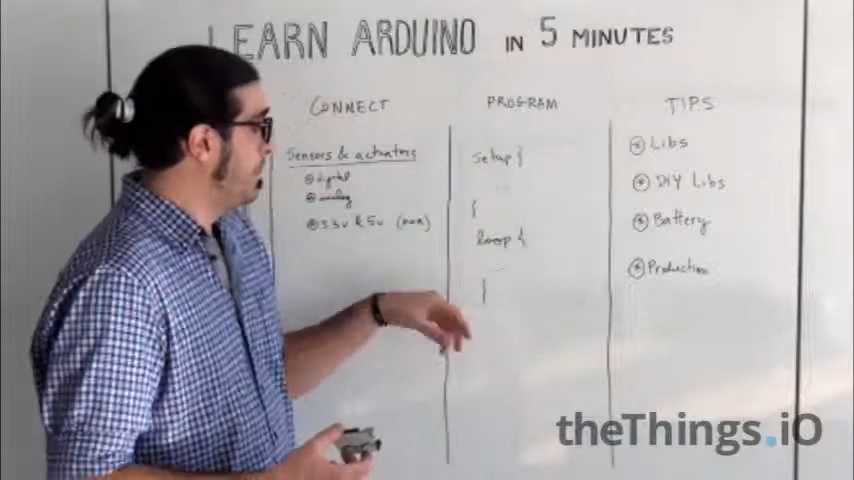 LEARN ARDUINO IN 5 MINUTES
CONNECT
Sensors & actuators
digital
analog
3.3v & 5v (max)
PROGRAM
setup {
}
loop {
}
TIPS
Libs
DIY Libs
Battery
Production
theThings.iO